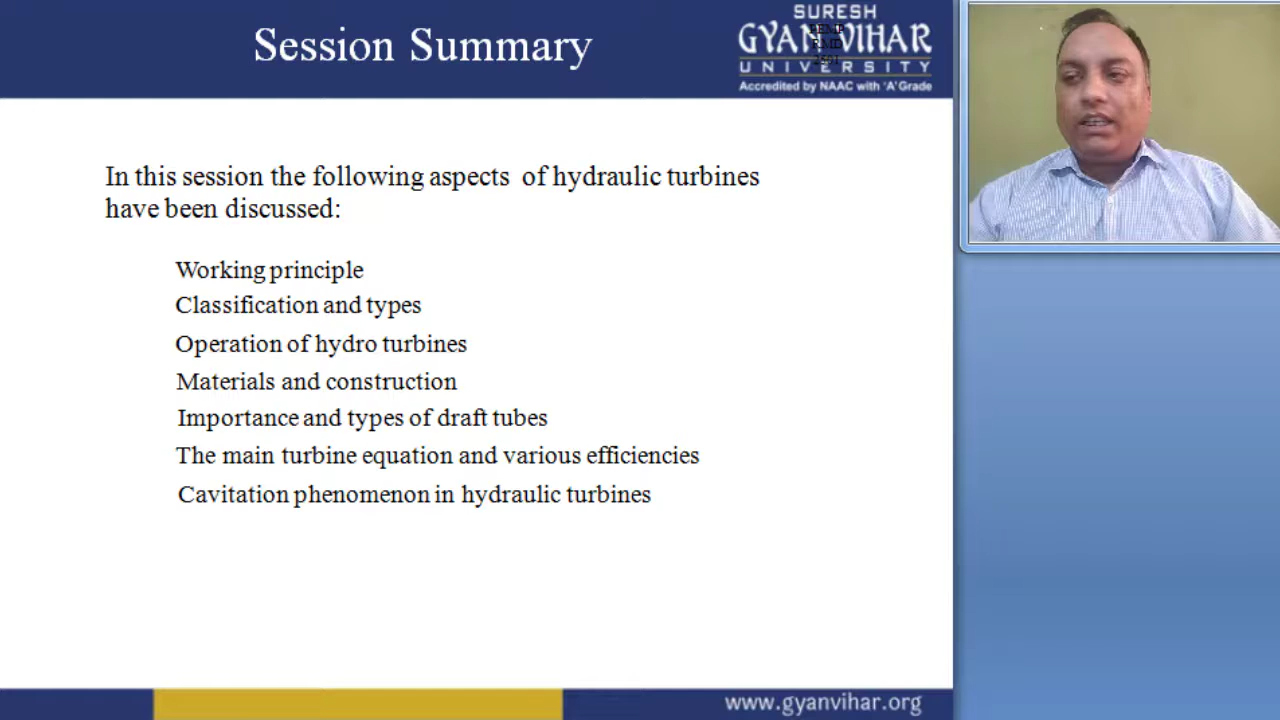 Session Summary
SURESH
GYAN VIHAR
UNIVERSITY
Accredited by NAAC with 'A' Grade
PEMP
RMD
In this session the following aspects of hydraulic turbines
have been discussed:
Working principle
Classification and types
Operation of hydro turbines
Materials and construction
Importance and types of draft tubes
The main turbine equation and various efficiencies
Cavitation phenomenon in hydraulic turbines
www.gyanvihar.org